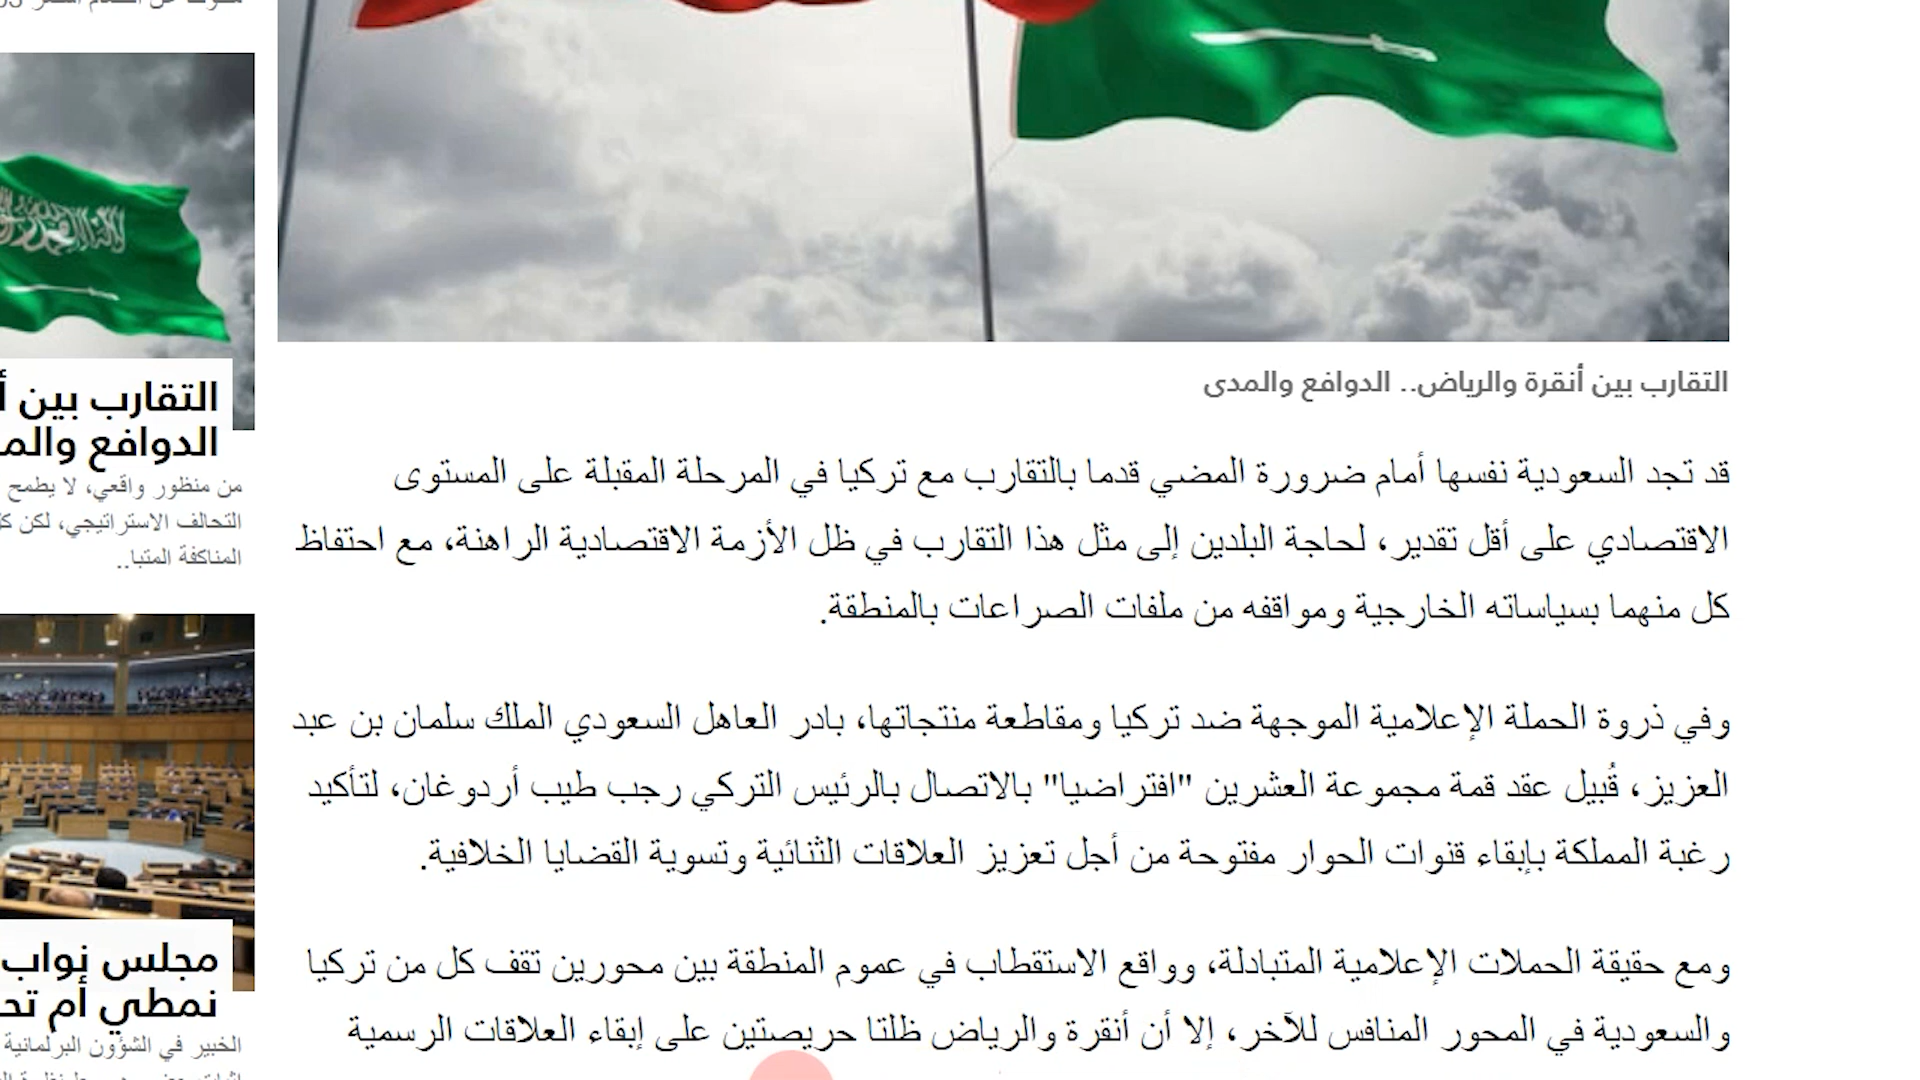 التقارب بين أنقرة والرياض.. الدوافع والمدى
قد تجد السعودية نفسها أمام ضرورة المضي قدما بالتقارب مع تركيا في المرحلة المقبلة على المستوى
الاقتصادي على أقل تقدير، لحاجة البلدين إلى مثل هذا التقارب في ظل الأزمة الاقتصادية الراهنة، مع احتفاظ
كل منهما بسياساته الخارجية ومواقفه من ملفات الصراعات بالمنطقة.
وفي ذروة الحملة الإعلامية الموجهة ضد تركيا ومقاطعة منتجاتها، بادر العاهل السعودي الملك سلمان بن عبد
العزيز، قُبيل عقد قمة مجموعة العشرين "افتراضيا" بالاتصال بالرئيس التركي رجب طيب أردوغان، لتأكيد
رغبة المملكة بإبقاء قنوات الحوار مفتوحة من أجل تعزيز العلاقات الثنائية وتسوية القضايا الخلافية.
ومع حقيقة الحملات الإعلامية المتبادلة، وواقع الاستقطاب في عموم المنطقة بين محورين تقف كل من تركيا
والسعودية في المحور المنافس للآخر، إلا أن أنقرة والرياض ظلتا حريصتين على إبقاء العلاقات الرسمية
التقارب بين
الدوافع
من منظور واقعي، لا يطمح
التحالف الاستراتيجي، لكن
المناكفة المتبا..
مجلس نواب
نمطي أم
الخبير في الشؤون البرلمانية